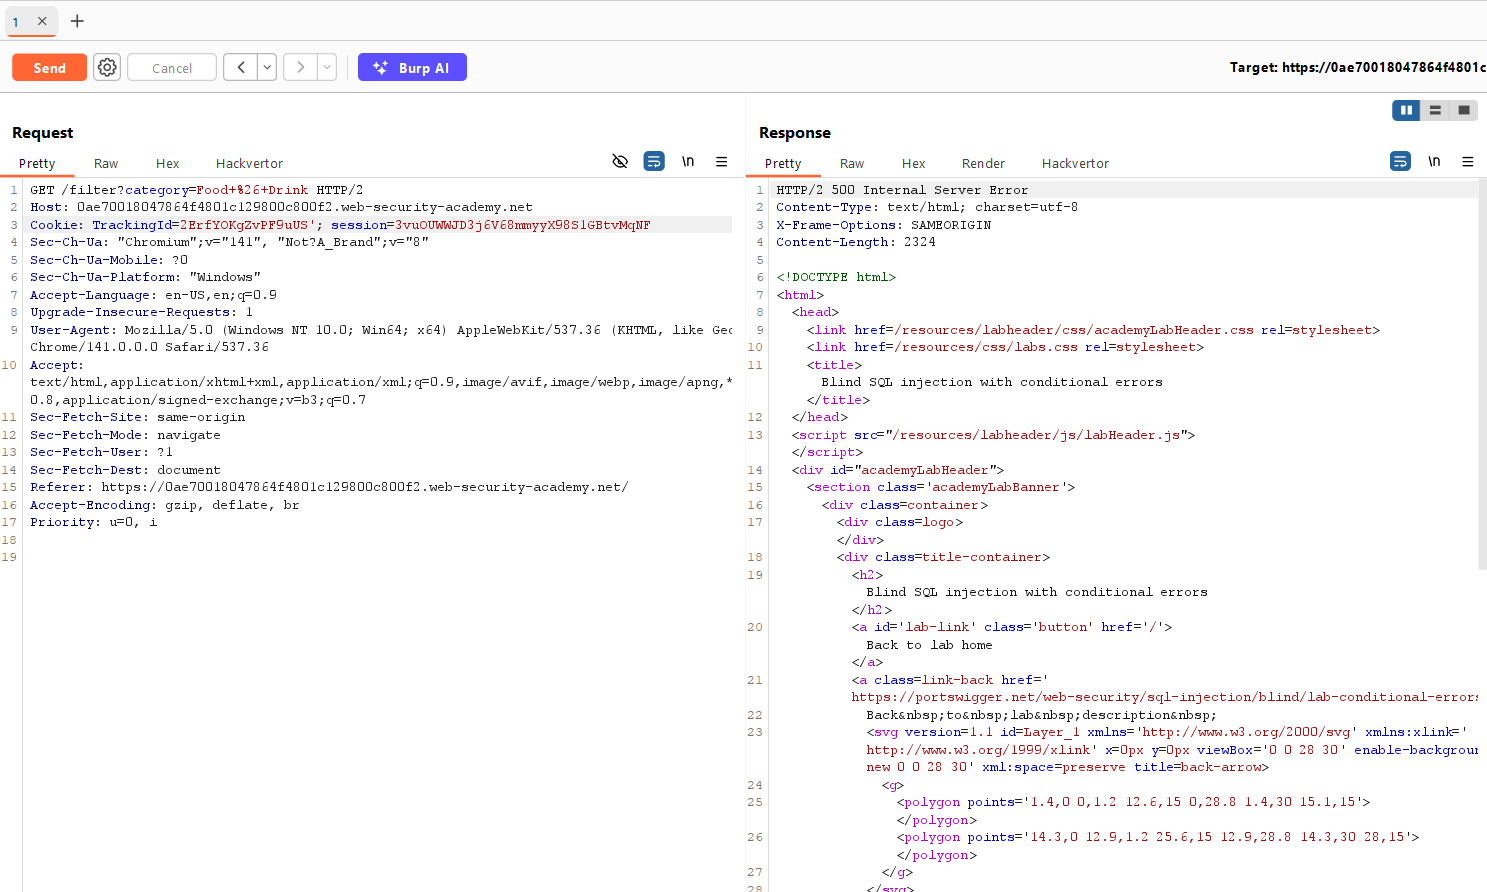 1
Send
Cancel
Burp AI
Target: https://0ae70018047864f4801c
Request
Pretty Raw Hex Hackvertor
\n
1 GET /filter?category=Food+%26+Drink HTTP/2
2 Host: 0ae70018047864f4801c129800c800f2.web-security-academy.net
3 Cookie: TrackingId=2ErfYOKgZvPF9uUS'; session=3vuOUWWJD3j6V68mmyyX98S1GBtvMqNF
4 Sec-Ch-Ua: "Chromium";v="141", "Not?A_Brand";v="8"
5 Sec-Ch-Ua-Mobile: ?0
6 Sec-Ch-Ua-Platform: "Windows"
7 Accept-Language: en-US,en;q=0.9
8 Upgrade-Insecure-Requests: 1
9 User-Agent: Mozilla/5.0 (Windows NT 10.0; Win64; x64) AppleWebKit/537.36 (KHTML, like Gec
Chrome/141.0.0.0 Safari/537.36
10 Accept:
text/html,application/xhtml+xml,application/xml;q=0.9,image/avif,image/webp,image/apng,*
0.8,application/signed-exchange;v=b3;q=0.7
11 Sec-Fetch-Site: same-origin
12 Sec-Fetch-Mode: navigate
13 Sec-Fetch-User: ?1
14 Sec-Fetch-Dest: document
15 Referer: https://0ae70018047864f4801c129800c800f2.web-security-academy.net/
16 Accept-Encoding: gzip, deflate, br
17 Priority: u=0, i
18
19
Response
Pretty Raw Hex Render Hackvertor
\n
1 HTTP/2 500 Internal Server Error
2 Content-Type: text/html; charset=utf-8
3 X-Frame-Options: SAMEORIGIN
4 Content-Length: 2324
5
6 <!DOCTYPE html>
7 <html>
8 <head>
9 <link href=/resources/labheader/css/academyLabHeader.css rel=stylesheet>
10 <link href=/resources/css/labs.css rel=stylesheet>
11 <title>
Blind SQL injection with conditional errors
</title>
12 </head>
13 <script src="/resources/labheader/js/labHeader.js">
</script>
14 <div id="academyLabHeader">
15 <section class='academyLabBanner'>
16 <div class=container>
17 <div class=logo>
</div>
18 <div class=title-container>
19 <h2>
Blind SQL injection with conditional errors
</h2>
20 <a id='lab-link' class='button' href='/'>
Back to lab home
</a>
21 <a class=link-back href='
https://portswigger.net/web-security/sql-injection/blind/lab-conditional-errors
22 Back&nbsp;to&nbsp;lab&nbsp;description&nbsp;
23 <svg version=1.1 id=Layer_1 xmlns='http://www.w3.org/2000/svg' xmlns:xlink='
http://www.w3.org/1999/xlink' x=0px y=0px viewBox='0 0 28 30' enable-backgroun
new 0 0 28 30' xml:space=preserve title=back-arrow>
24 <g>
25 <polygon points='1.4,0 0,1.2 12.6,15 0,28.8 1.4,30 15.1,15'>
</polygon>
26 <polygon points='14.3,0 12.9,1.2 25.6,15 12.9,28.8 14.3,30 28,15'>
</polygon>
27 </g>
28 </svg>